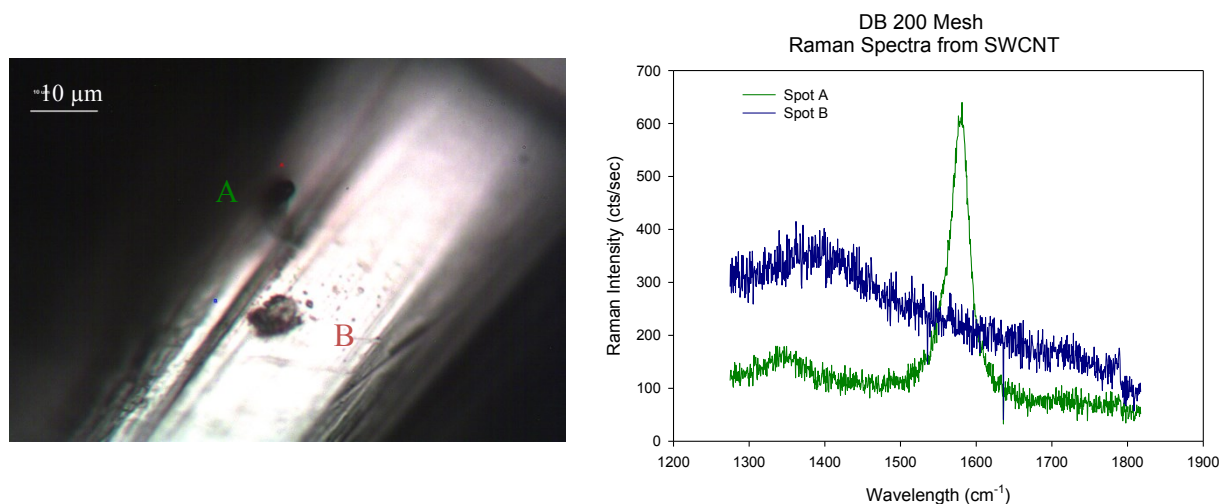 10 µm
A
B
DB 200 Mesh
Raman Spectra from SWCNT
Raman Intensity (cts/sec)
700
600
500
400
300
200
100
0
Spot A
Spot B
1200 1300 1400 1500 1600 1700 1800 1900
Wavelength (cm⁻¹)